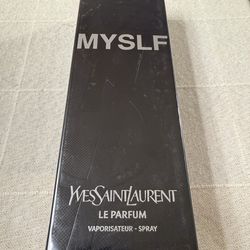 MYSLF
YVESSAINTLAURENT
LE PARFUM
VAPORISATEUR - SPRAY